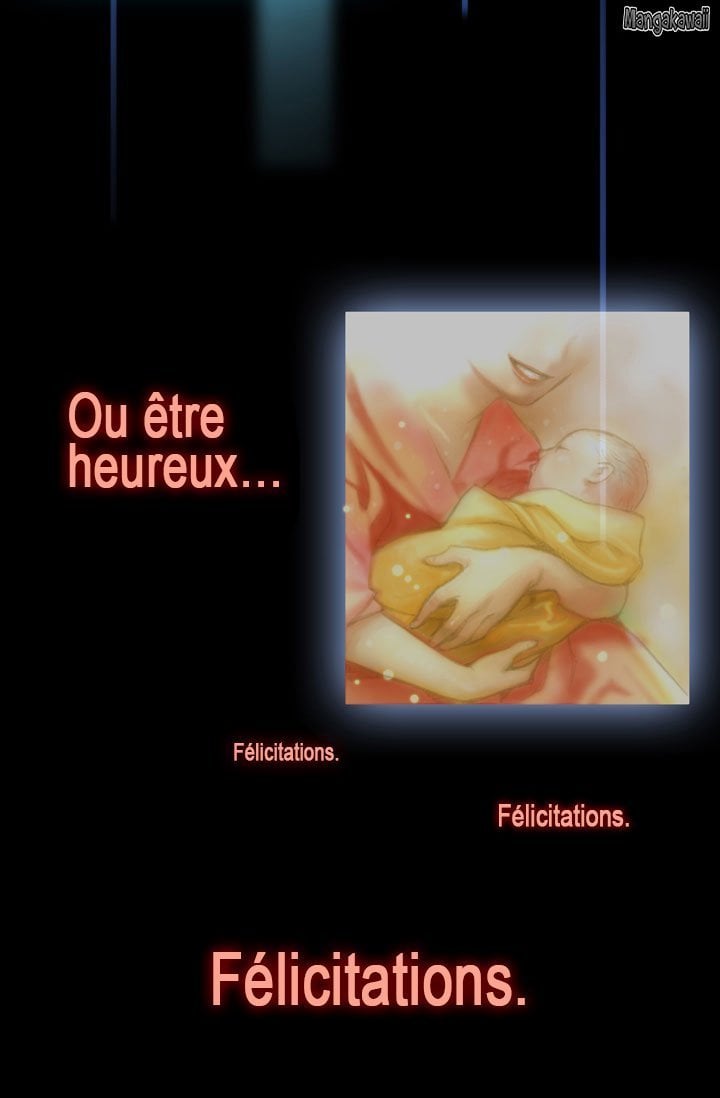 Mangakawaii
Ou être
heureux...
Félicitations.
Félicitations.
Félicitations.